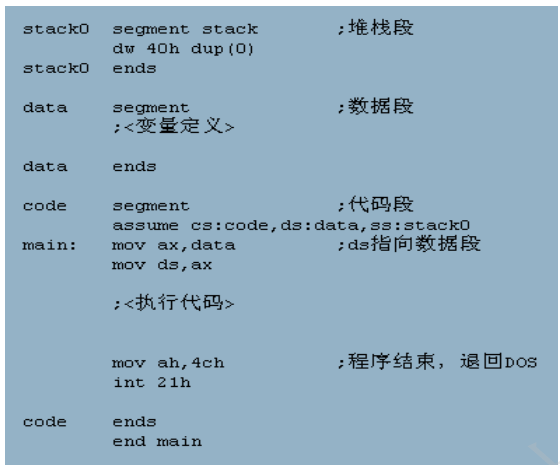 stack0 segment stack ;堆栈段
dw 40h dup(0)
stack0 ends
data segment ;数据段
;<变量定义>
data ends
code segment ;代码段
assume cs:code,ds:data,ss:stack0
main: mov ax,data ;ds指向数据段
mov ds,ax
;<执行代码>
mov ah,4ch ;程序结束，退回DOS
int 21h
code ends
end main